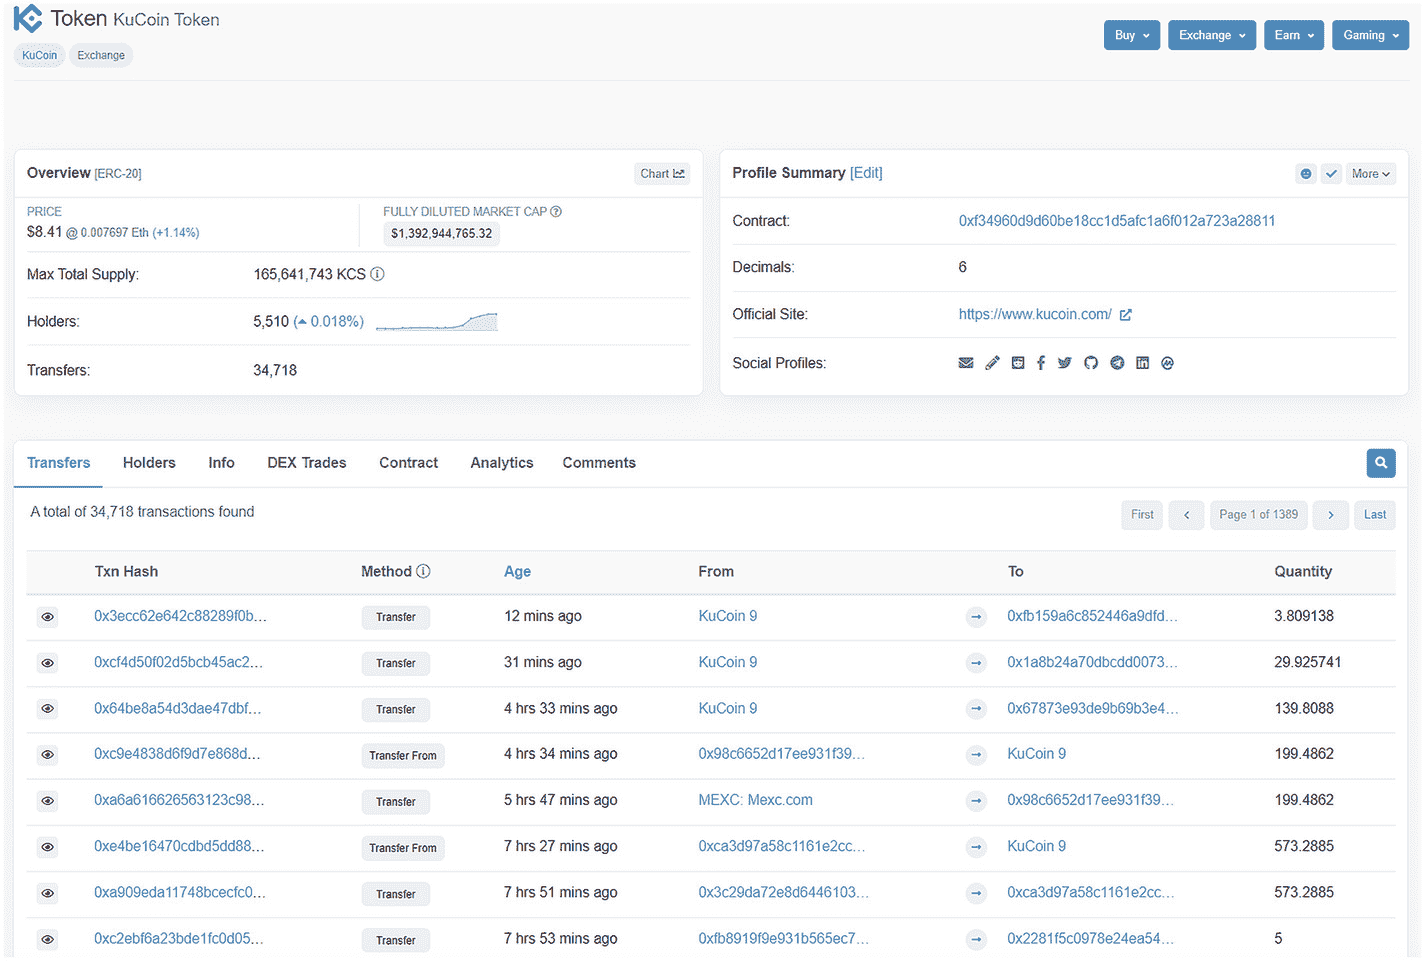 Token KuCoin Token
KuCoin Exchange
Buy Exchange Earn Gaming
Overview [ERC-20] Chart
PRICE
$8.41 @ 0.007697 Eth (+1.14%)
FULLY DILUTED MARKET CAP
$1,392,944,765.32
Max Total Supply: 165,641,743 KCS
Holders: 5,510 (0.018%)
Transfers: 34,718
Profile Summary [Edit] More
Contract: 0xf34960d9d60be18cc1d5afc1a6f012a723a28811
Decimals: 6
Official Site: https://www.kucoin.com/
Social Profiles:
Transfers Holders Info DEX Trades Contract Analytics Comments
A total of 34,718 transactions found First Page 1 of 1389 Last
Txn Hash Method Age From To Quantity
0x3ecc62e642c88289f0b... Transfer 12 mins ago KuCoin 9 0xfb159a6c852446a9dfd... 3.809138
0xcf4d50f02d5bcb45ac2... Transfer 31 mins ago KuCoin 9 0x1a8b24a70dbcdd0073... 29.925741
0x64be8a54d3dae47dbf... Transfer 4 hrs 33 mins ago KuCoin 9 0x67873e93de9b69b3e4... 139.8088
0xc9e4838d6f9d7e868d... Transfer From 4 hrs 34 mins ago 0x98c6652d17ee931f39... KuCoin 9 199.4862
0xa6a616626563123c98... Transfer 5 hrs 47 mins ago MEXC: Mexc.com 0x98c6652d17ee931f39... 199.4862
0xe4be16470cdbd5dd88... Transfer From 7 hrs 27 mins ago 0xca3d97a58c1161e2cc... KuCoin 9 573.2885
0xa909eda11748bcecfc0... Transfer 7 hrs 51 mins ago 0x3c29da72e8d6446103... 0xca3d97a58c1161e2cc... 573.2885
0xc2ebf6a23bde1fc0d05... Transfer 7 hrs 53 mins ago 0xfb8919f9e931b565ec7... 0x2281f5c0978e24ea54... 5